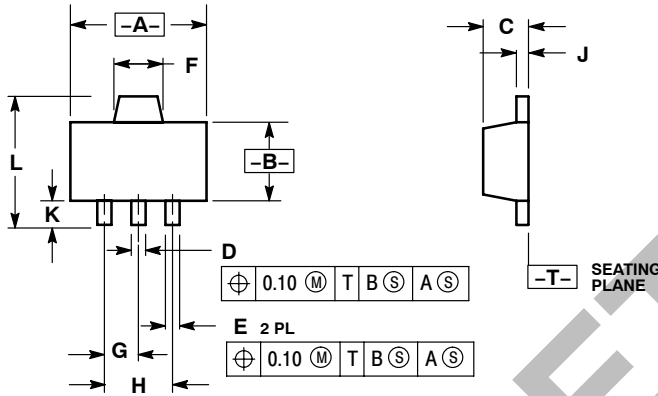 –A–
C
F
J
L
–B–
K
D
⌖ 0.10 Ⓜ T B Ⓢ A Ⓢ
–T– SEATING
PLANE
E 2 PL
G
⌖ 0.10 Ⓜ T B Ⓢ A Ⓢ
H